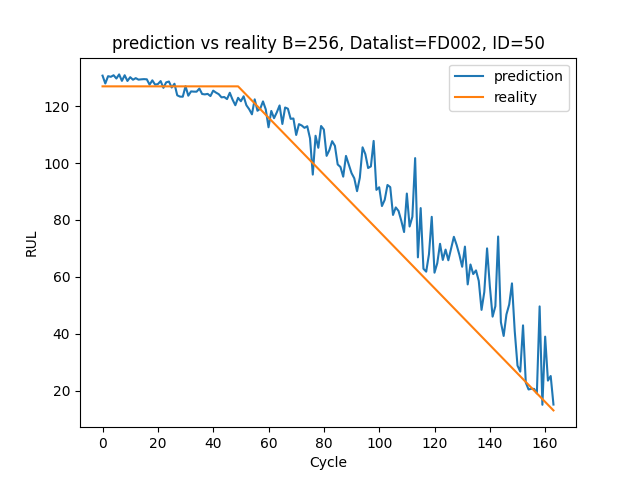 prediction vs reality B=256, Datalist=FD002, ID=50
prediction
reality
RUL
120
100
80
60
40
20
0 20 40 60 80 100 120 140 160
Cycle